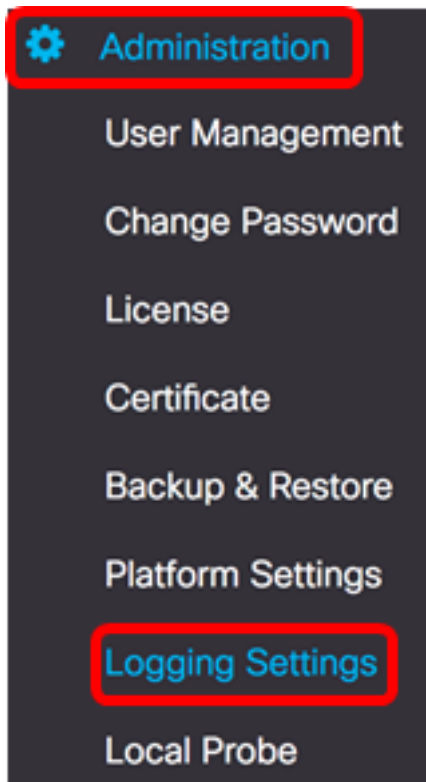 Administration
User Management
Change Password
License
Certificate
Backup & Restore
Platform Settings
Logging Settings
Local Probe